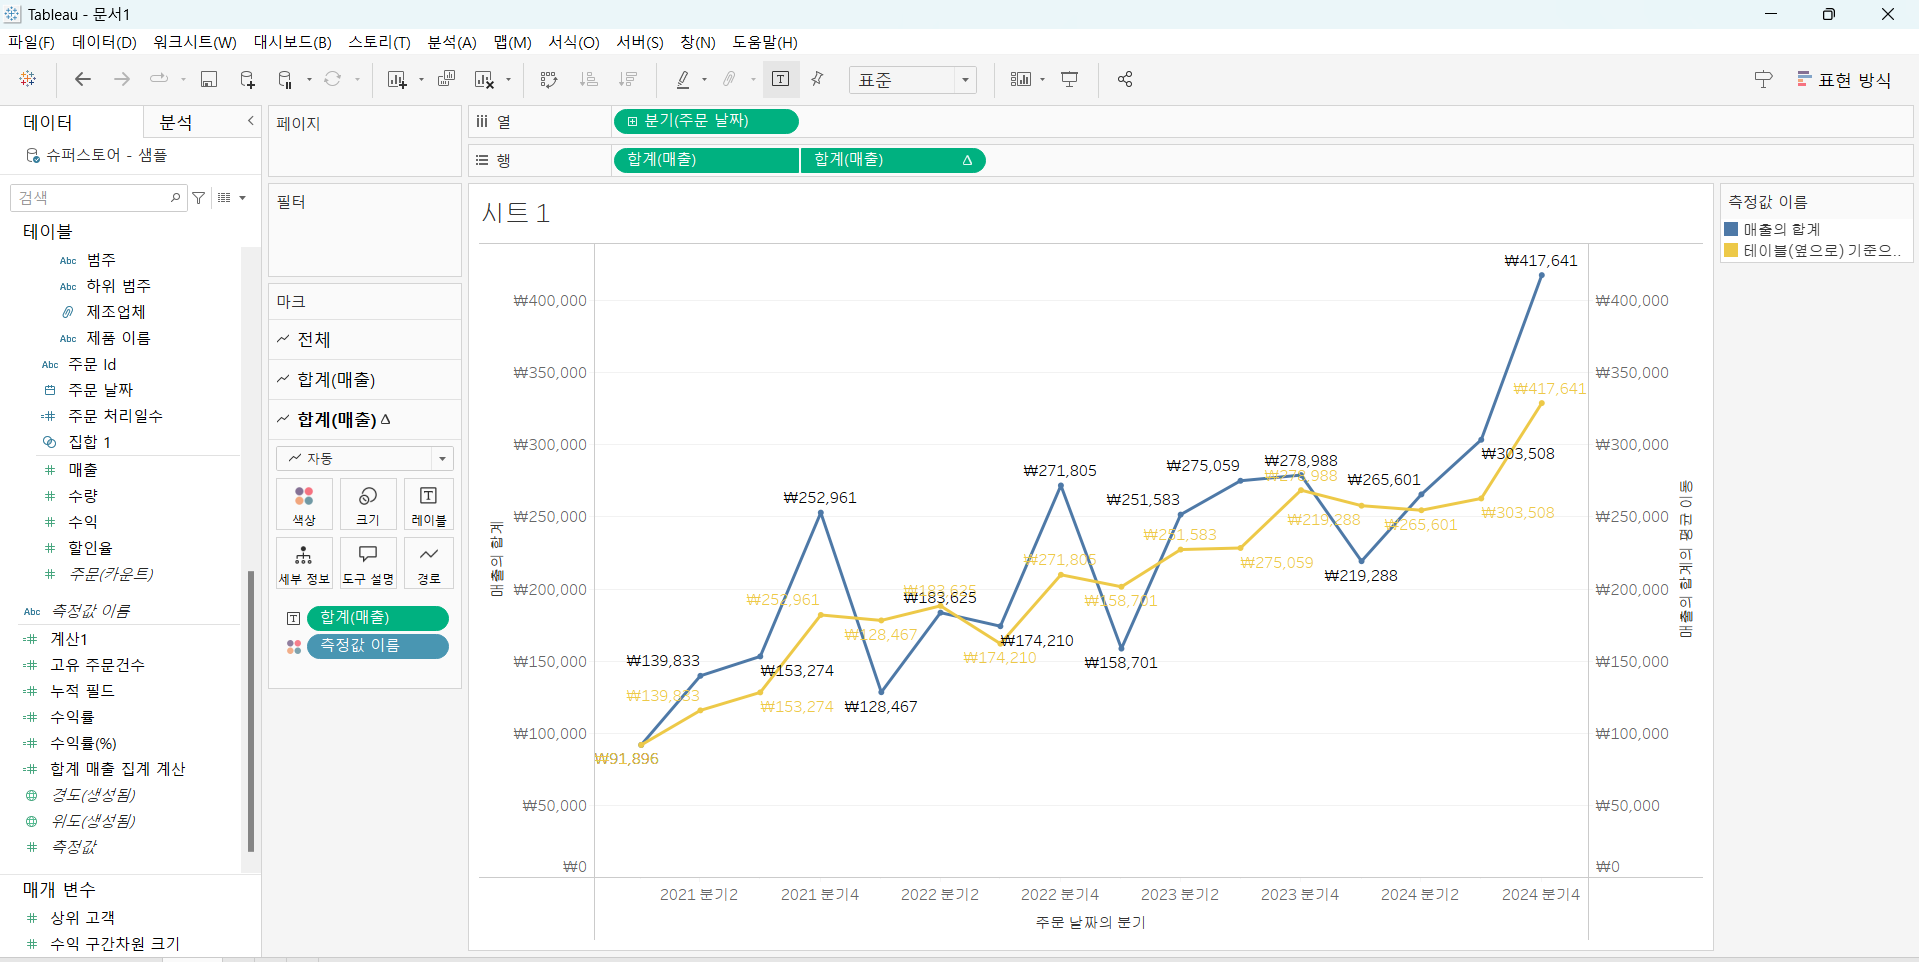 Tableau - 문서1
파일(F) 데이터(D) 워크시트(W) 대시보드(B) 스토리(T) 분석(A) 맵(M) 서식(O) 서버(S) 창(N) 도움말(H)
표준
표현 방식
데이터 분석
슈퍼스토어 - 샘플
검색
테이블
Abc 범주
Abc 하위 범주
제조업체
Abc 제품 이름
Abc 주문 Id
주문 날짜
주문 처리일수
집합 1
매출
수량
수익
할인율
주문(카운트)
Abc 측정값 이름
계산1
고유 주문건수
누적 필드
수익률
수익률(%)
합계 매출 집계 계산
경도(생성됨)
위도(생성됨)
측정값
매개 변수
상위 고객
수익 구간차원 크기
페이지
필터
마크
전체
합계(매출)
합계(매출) Δ
자동
색상 크기 레이블
세부 정보 도구 설명 경로
합계(매출)
측정값 이름
열 분기(주문 날짜)
행 합계(매출) 합계(매출) Δ
시트 1
매출의 합계
₩400,000
₩350,000
₩300,000
₩250,000
₩200,000
₩150,000
₩100,000
₩50,000
₩0
₩417,641
₩417,641
₩303,508
₩303,508
₩278,988
₩278,988
₩275,059
₩275,059
₩271,805
₩271,805
₩265,601
₩265,601
₩252,961
₩252,961
₩251,583
₩251,583
₩219,288
₩219,288
₩183,625
₩183,625
₩174,210
₩174,210
₩158,701
₩158,701
₩153,274
₩153,274
₩139,833
₩139,833
₩128,467
₩128,467
₩91,896
₩400,000
₩350,000
₩300,000
₩250,000
₩200,000
₩150,000
₩100,000
₩50,000
₩0
매출의 합계의 평균 이동
2021 분기2 2021 분기4 2022 분기2 2022 분기4 2023 분기2 2023 분기4 2024 분기2 2024 분기4
주문 날짜의 분기
측정값 이름
매출의 합계
테이블(옆으로) 기준으..